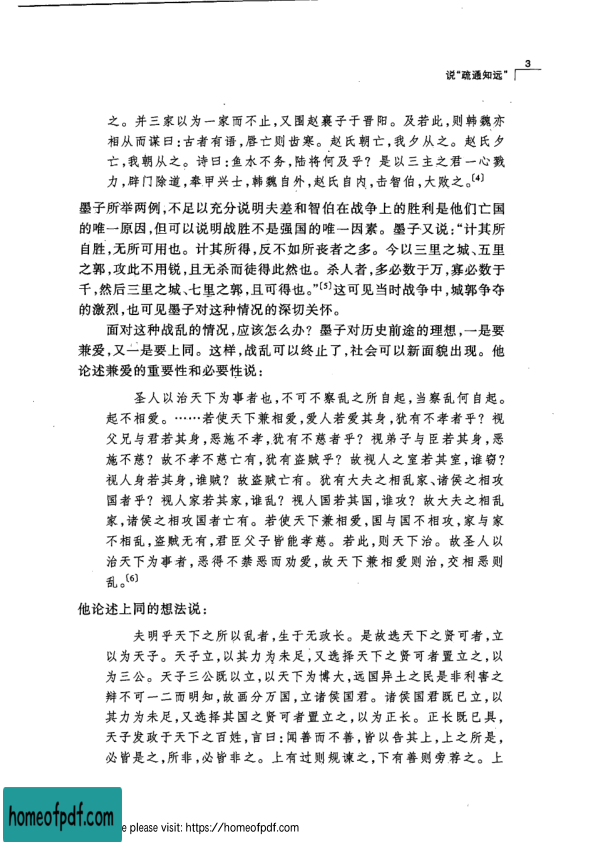 3
说“疏通知远”
之。并三家以为一家而不止，又围赵襄子于晋阳。及若此，则韩魏亦
相从而谋曰：古者有语，唇亡则齿寒。赵氏朝亡，我夕从之。赵氏夕
亡，我朝从之。诗曰：鱼水不务，陆将何及乎？是以三主之君一心戮
力，辟门除道，奉甲兴士，韩魏自外，赵氏自内，击智伯，大败之。〔4〕
墨子所举两例，不足以充分说明夫差和智伯在战争上的胜利是他们亡国
的唯一原因，但可以说明战胜不是强国的唯一因素。墨子又说：“计其所
自胜，无所可用也。计其所得，反不如所丧者之多。今以三里之城、五里
之郭，攻此不用锐，且无杀而徒得此然也。杀人者，多必数于万，寡必数于
千，然后三里之城、七里之郭，且可得也。”〔5〕这可见当时战争中，城郭争夺
的激烈，也可见墨子对这种情况的深切关怀。
面对这种战乱的情况，应该怎么办？墨子对历史前途的理想，一是要
兼爱，又一是要上同。这样，战乱可以终止了，社会可以新面貌出现。他
论述兼爱的重要性和必要性说：
圣人以治天下为事者也，不可不察乱之所自起，当察乱何自起。
起不相爱。……若使天下兼相爱，爱人若爱其身，犹有不孝者乎？视
父兄与君若其身，恶施不孝，犹有不慈者乎？视弟子与臣若其身，恶
施不慈？故不孝不慈亡有，犹有盗贼乎？故视人之室若其室，谁窃？
视人身若其身，谁贼？故盗贼亡有。犹有大夫之相乱家、诸侯之相攻
国者乎？视人家若其家，谁乱？视人国若其国，谁攻？故大夫之相乱
家，诸侯之相攻国者亡有。若使天下兼相爱，国与国不相攻，家与家
不相乱，盗贼无有，君臣父子皆能孝慈。若此，则天下治。故圣人以
治天下为事者，恶得不禁恶而劝爱，故天下兼相爱则治，交相恶则
乱。〔6〕
他论述上同的想法说：
夫明乎天下之所以乱者，生于无政长。是故选天下之贤可者，立
以为天子。天子立，以其力为未足，又选择天下之贤可者置立之，以
为三公。天子三公既以立，以天下为博大，远国异土之民是非利害之
辩不可一二而明知，故画分万国，立诸侯国君。诸侯国君既已立，以
其力为未足，又选择其国之贤可者置立之，以为正长。正长既已具，
天子发政于天下之百姓，言曰：闻善而不善，皆以告其上，上之所是，
必皆是之，所非，必皆非之。上有过则规谏之，下有善则旁荐之。上
homeofpdf.com
e please visit: https://homeofpdf.com